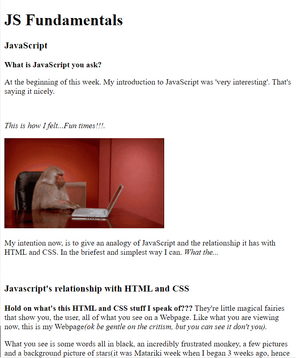 JS Fundamentals
JavaScript
What is JavaScript you ask?
At the beginning of this week. My introduction to JavaScript was 'very interesting'. That's
saying it nicely.
This is how I felt...Fun times!!!.
My intention now, is to give an analogy of JavaScript and the relationship it has with
HTML and CSS. In the briefest and simplest way I can. What the...
Javascript's relationship with HTML and CSS
Hold on what's this HTML and CSS stuff I speak of??? They're little magical fairies
that show you, the user, all of what you see on a Webpage. Like what you are viewing
now, this is my Webpage(ok be gentle on the critism, but you can see it don't you).
What you see is some words all in black, an incredibly frustrated monkey, a few pictures
and a background picture of stars(it was Matariki week when I began 3 weeks ago, hence